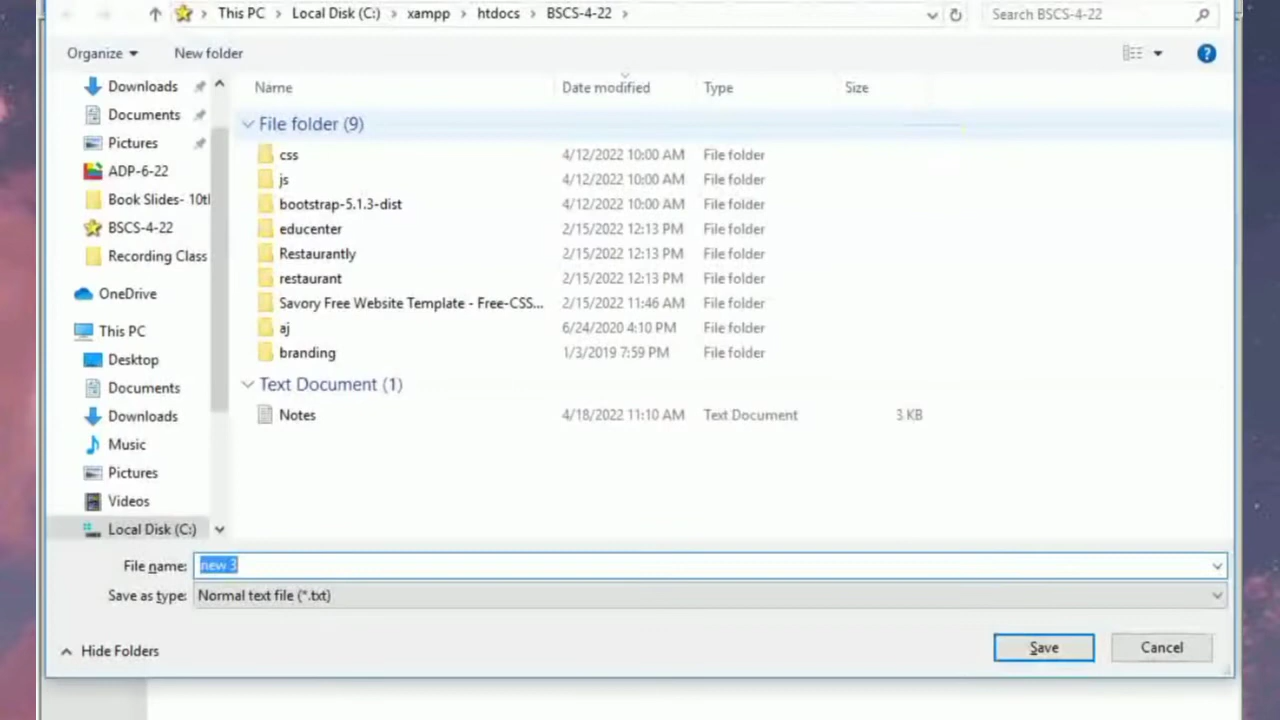 This PC > Local Disk (C:) > xampp > htdocs > BSCS-4-22 >
Search BSCS-4-22
Organize
New folder
Name
Date modified
Type
Size
File folder (9)
css 4/12/2022 10:00 AM File folder
js 4/12/2022 10:00 AM File folder
bootstrap-5.1.3-dist 4/12/2022 10:00 AM File folder
educenter 2/15/2022 12:13 PM File folder
Restaurantly 2/15/2022 12:13 PM File folder
restaurant 2/15/2022 12:13 PM File folder
Savory Free Website Template - Free-CSS... 2/15/2022 11:46 AM File folder
aj 6/24/2020 4:10 PM File folder
branding 1/3/2019 7:59 PM File folder
Text Document (1)
Notes 4/18/2022 11:10 AM Text Document 3 KB
Downloads
Documents
Pictures
ADP-6-22
Book Slides- 10tl
BSCS-4-22
Recording Class
OneDrive
This PC
Desktop
Documents
Downloads
Music
Pictures
Videos
Local Disk (C:)
File name: new 3
Save as type: Normal text file (*.txt)
Hide Folders
Save
Cancel